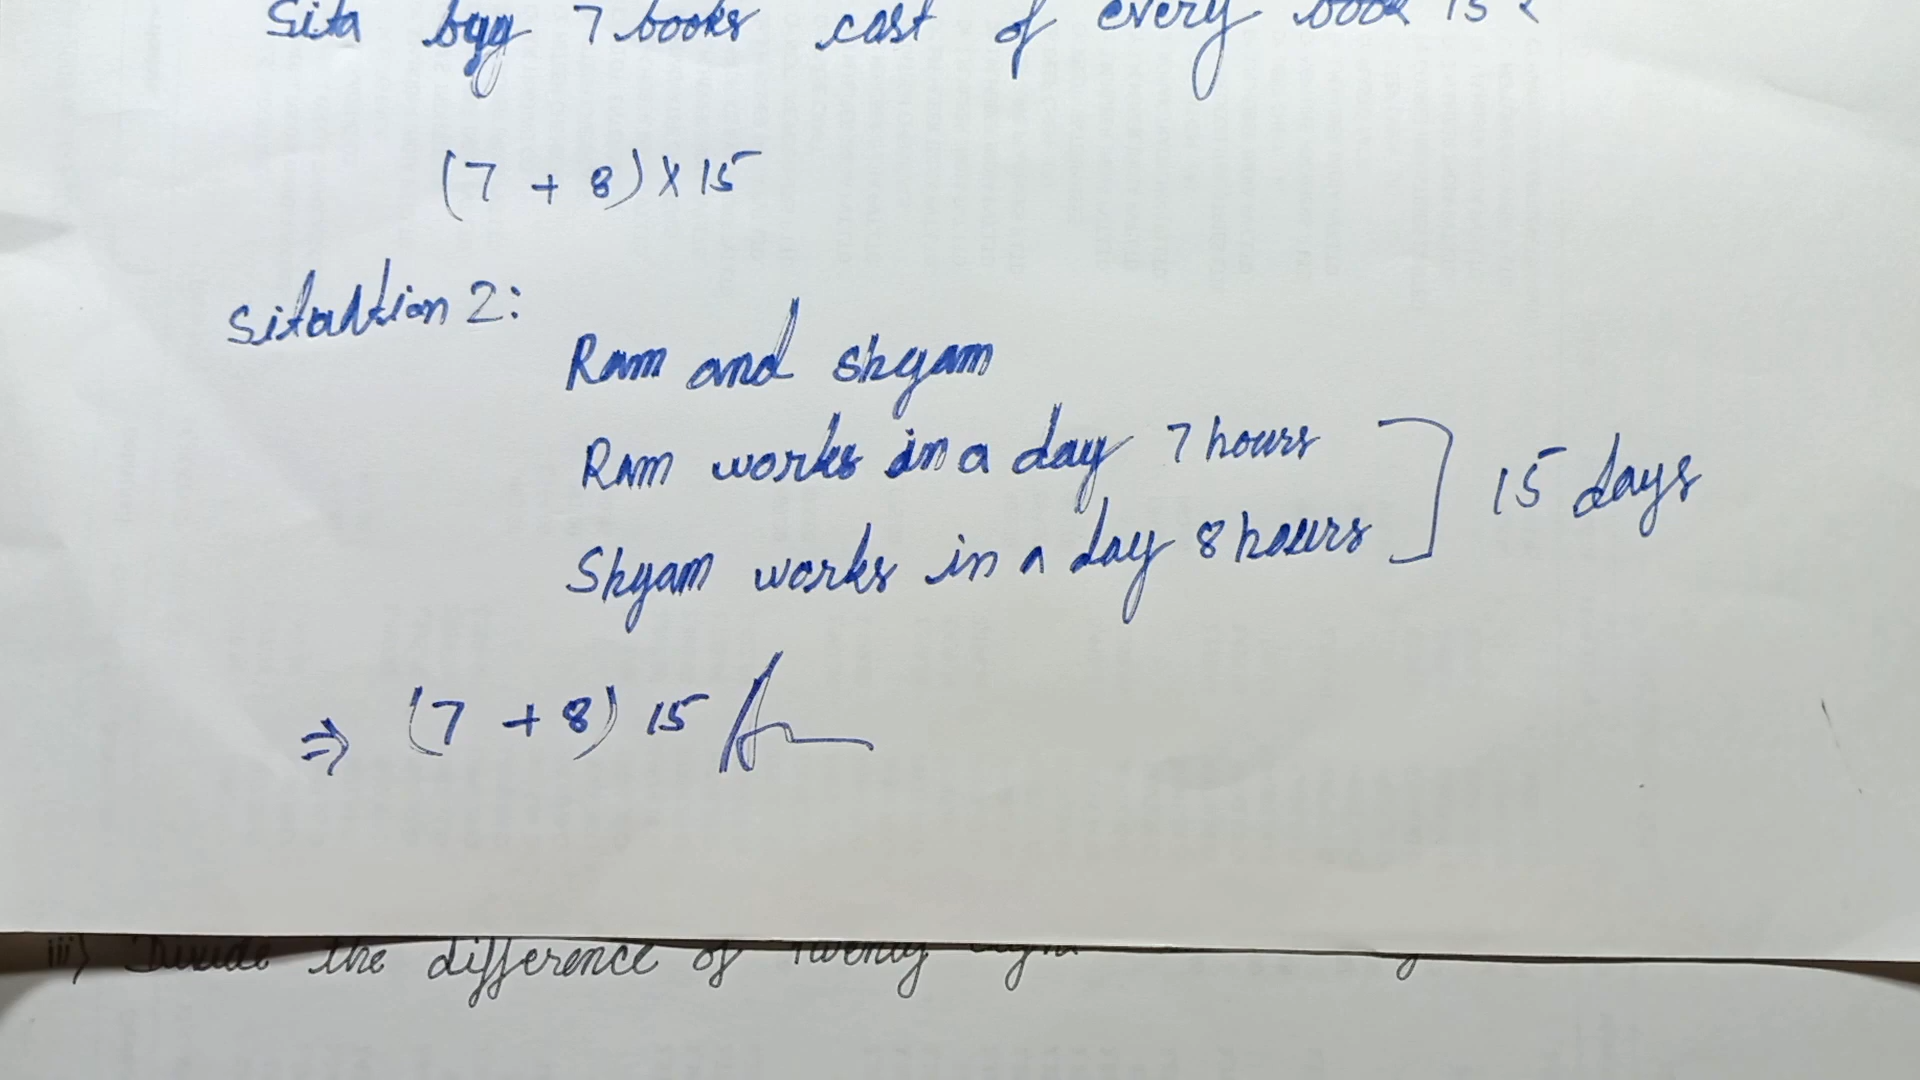 Sita buy 7 books cost of every book 15 ₹
(7 + 8) × 15
Situation 2:
Ram and Shyam
Ram works in a day 7 hours
Shyam works in a day 8 hours
15 days
⇒ (7 + 8) 15
iii) Divide the difference of twenty eight